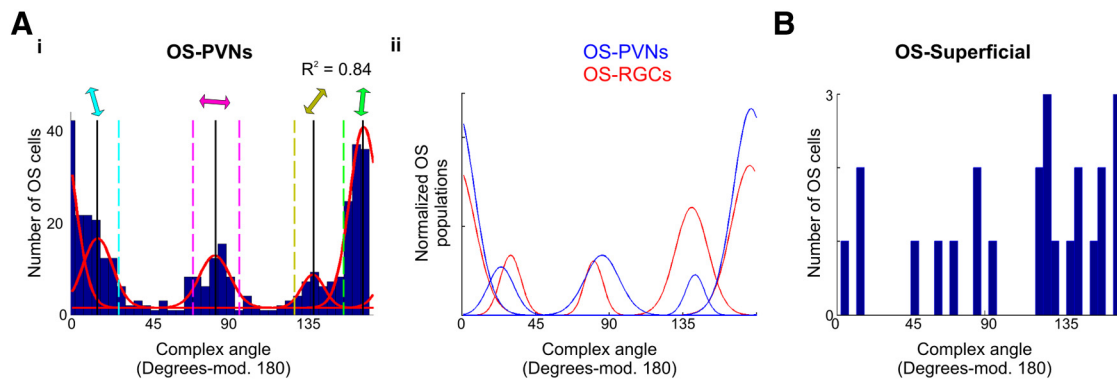 A
i
OS-PVNs
R² = 0.84
Number of OS cells
40
20
0
0
45
90
135
Complex angle
(Degrees-mod. 180)
ii
OS-PVNs
OS-RGCs
Normalized OS
populations
0
45
90
135
Complex angle
(Degrees-mod. 180)
B
OS-Superficial
Number of OS cells
3
0
0
45
90
135
Complex angle
(Degrees-mod. 180)